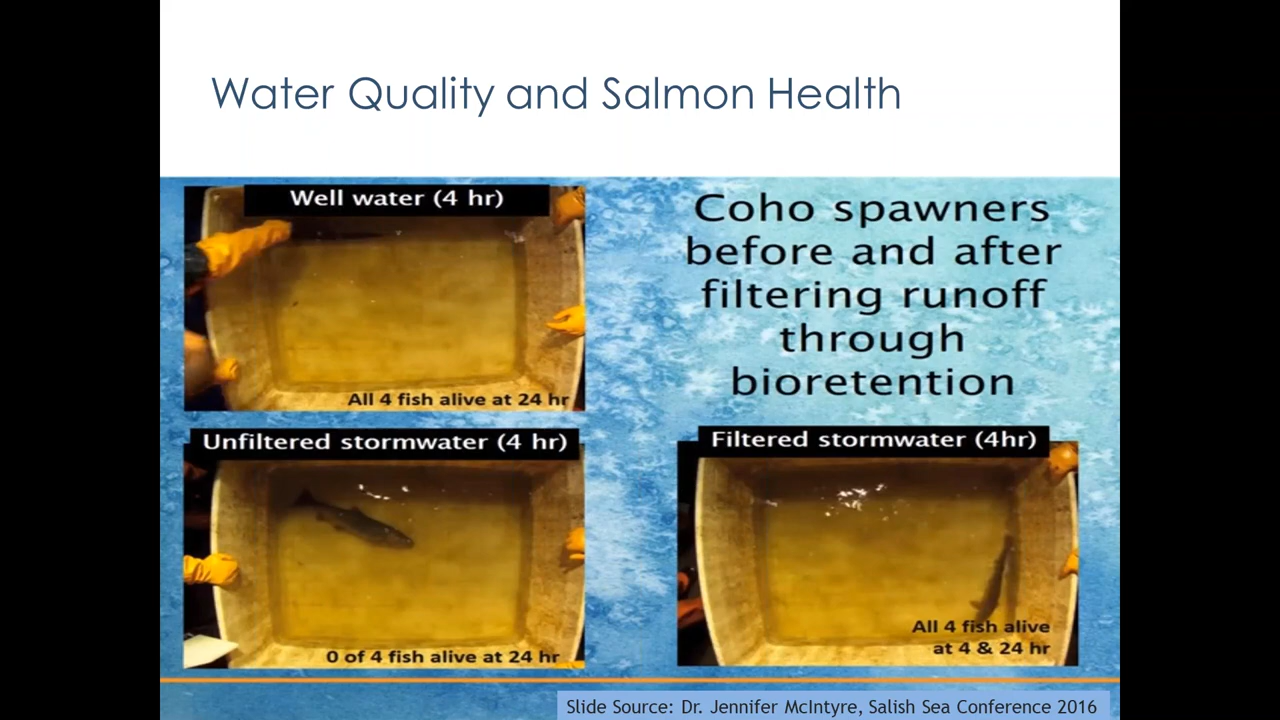 Water Quality and Salmon Health
Well water (4 hr)
All 4 fish alive at 24 hr
Coho spawners
before and after
filtering runoff
through
bioretention
Unfiltered stormwater (4 hr)
0 of 4 fish alive at 24 hr
Filtered stormwater (4hr)
All 4 fish alive
at 4 & 24 hr
Slide Source: Dr. Jennifer McIntyre, Salish Sea Conference 2016